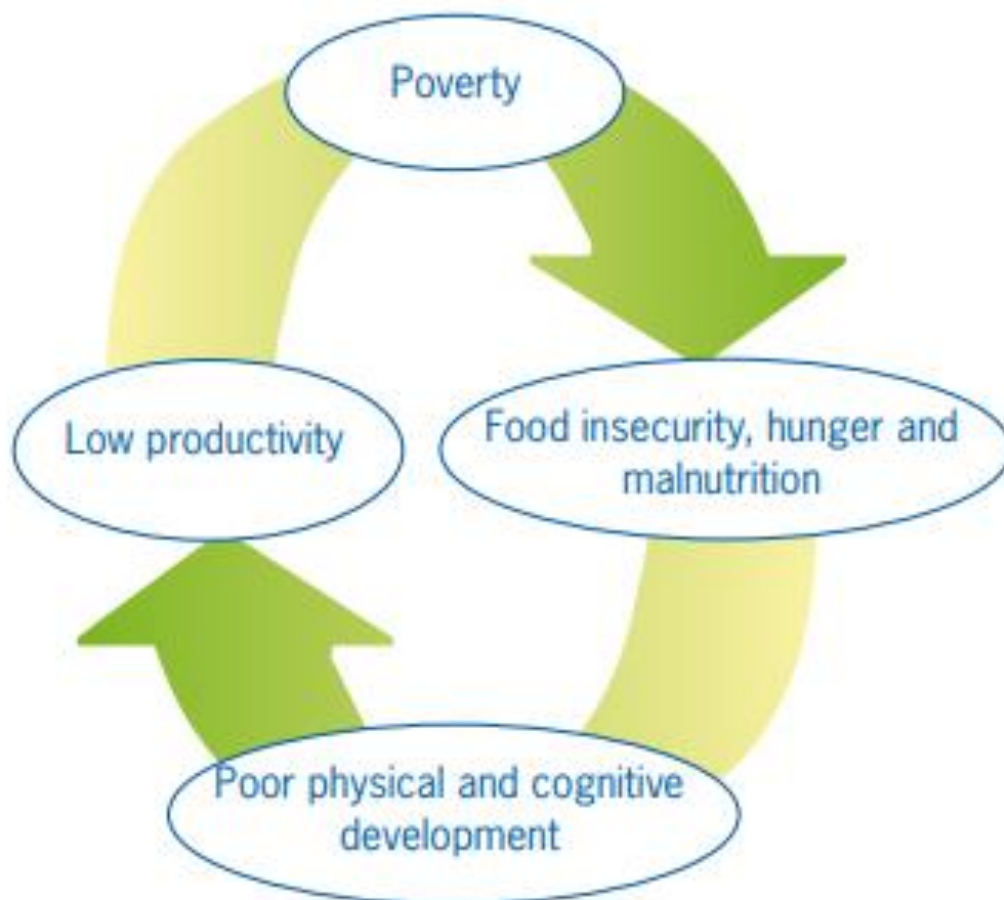 Poverty
Low productivity
Food insecurity, hunger and
malnutrition
Poor physical and cognitive
development